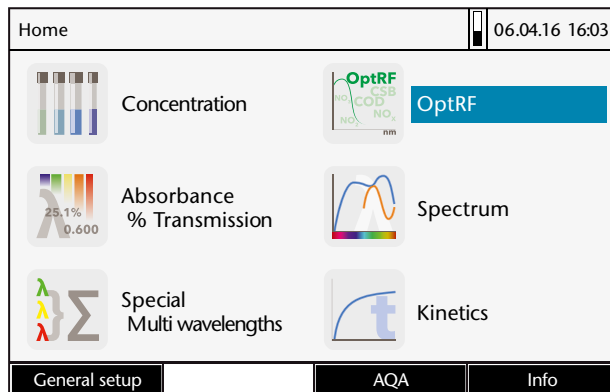 Home
06.04.16 16:03
Concentration
OptRF
CSB
NOx COD
NO3 NOx
nm
OptRF
25.1%
λ
0.600
Absorbance
% Transmission
λ
Spectrum
λ
λ
λ
} Σ
Special
Multi wavelengths
t
Kinetics
General setup
AQA
Info